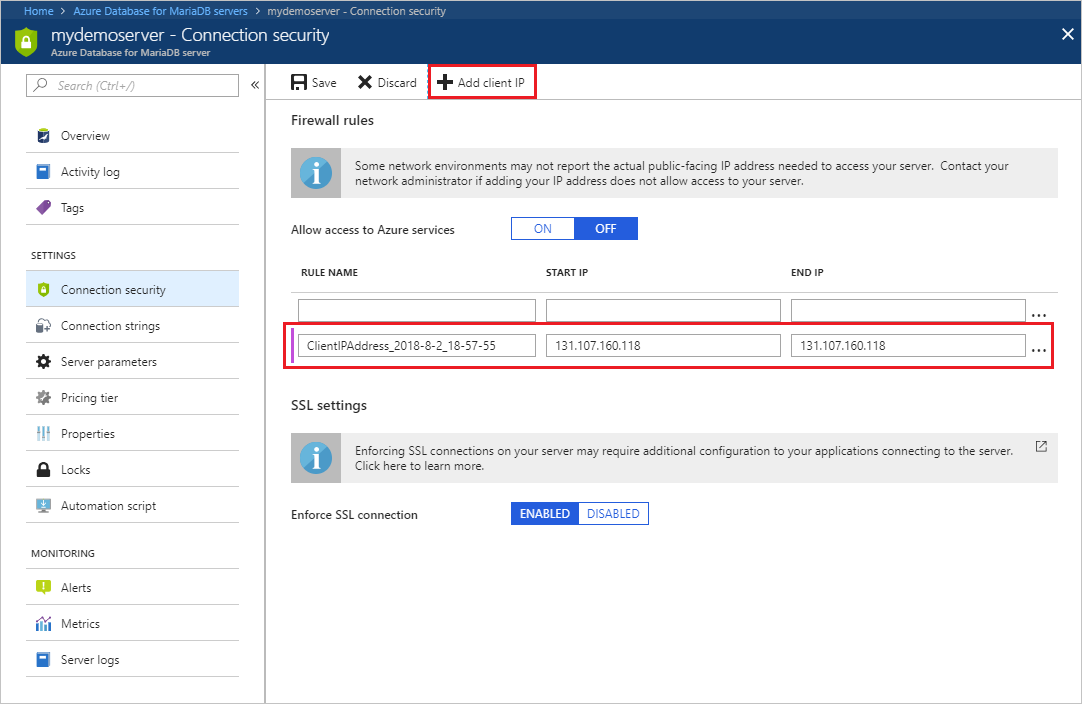 Home > Azure Database for MariaDB servers > mydemoserver - Connection security
mydemoserver - Connection security
Azure Database for MariaDB server
Search (Ctrl+/)
Overview
Activity log
Tags
SETTINGS
Connection security
Connection strings
Server parameters
Pricing tier
Properties
Locks
Automation script
MONITORING
Alerts
Metrics
Server logs
Save Discard Add client IP
Firewall rules
Some network environments may not report the actual public-facing IP address needed to access your server. Contact your
network administrator if adding your IP address does not allow access to your server.
Allow access to Azure services ON OFF
RULE NAME START IP END IP
...
ClientIPAddress_2018-8-2_18-57-55 131.107.160.118 131.107.160.118 ...
SSL settings
Enforcing SSL connections on your server may require additional configuration to your applications connecting to the server.
Click here to learn more.
Enforce SSL connection ENABLED DISABLED